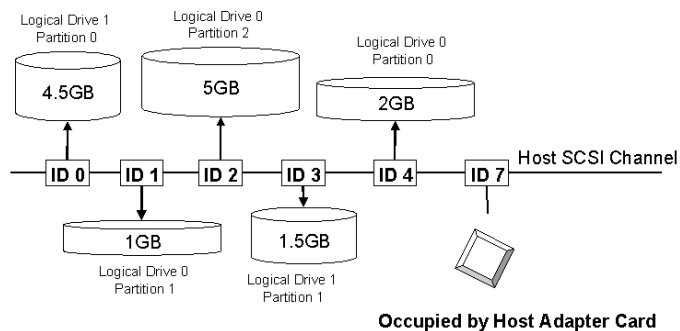 Logical Drive 1
Partition 0
4.5GB
Logical Drive 0
Partition 2
5GB
Logical Drive 0
Partition 0
2GB
Host SCSI Channel
ID 0
ID 1
ID 2
ID 3
ID 4
ID 7
1GB
Logical Drive 0
Partition 1
1.5GB
Logical Drive 1
Partition 1
Occupied by Host Adapter Card